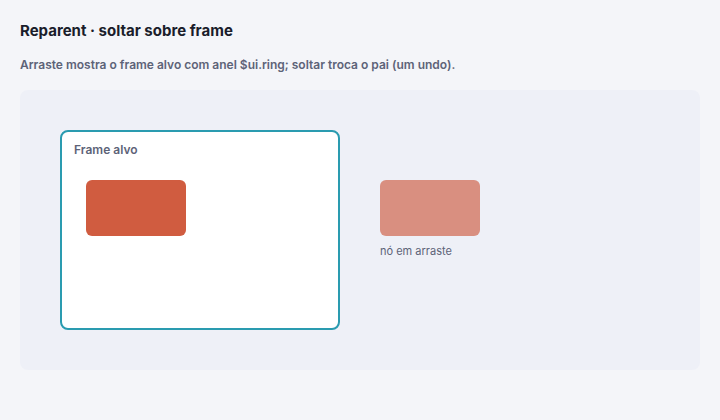 Reparent · soltar sobre frame
Arraste mostra o frame alvo com anel $ui.ring; soltar troca o pai (um undo).
Frame alvo
nó em arraste